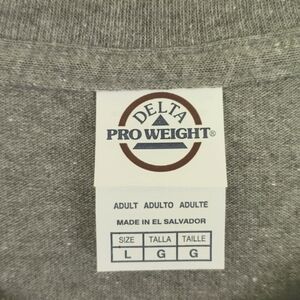 DELTA
PRO WEIGHT®
ADULT ADULTO ADULTE
MADE IN EL SALVADOR
SIZE TALLA TAILLE
L G G